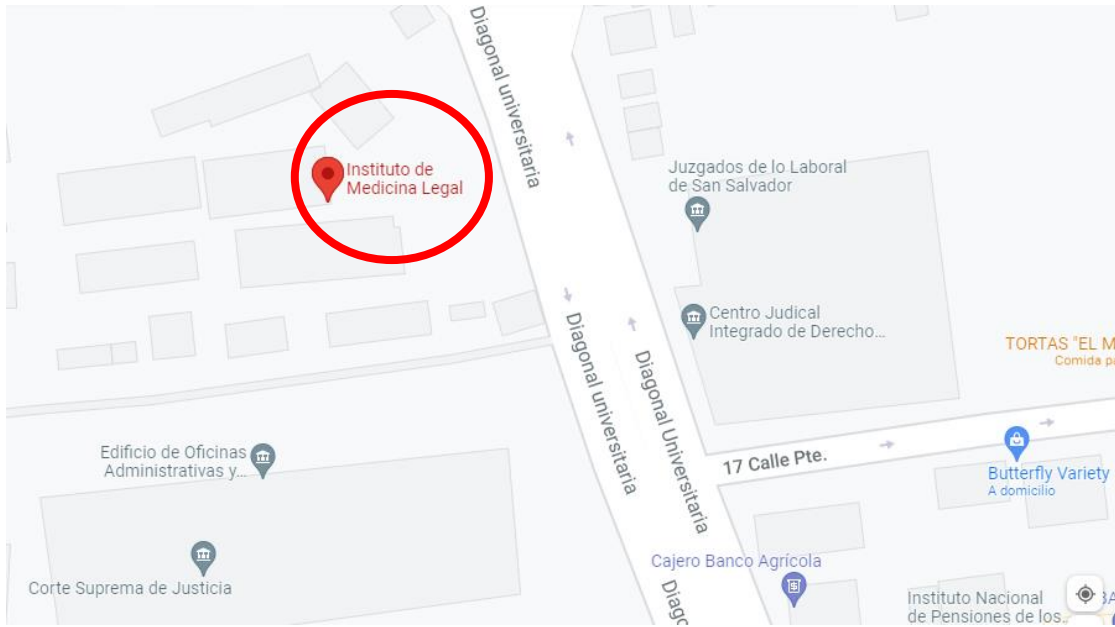 Diagonal universitaria
Instituto de
Medicina Legal
Juzgados de lo Laboral
de San Salvador
Centro Judical
Integrado de Derecho...
TORTAS "EL M
Comida pa
Diagonal universitaria
Diagonal Universitaria
Edificio de Oficinas
Administrativas y...
17 Calle Pte.
Butterfly Variety
A domicilio
Corte Suprema de Justicia
Cajero Banco Agrícola
Diago
Instituto Nacional
de Pensiones de los...